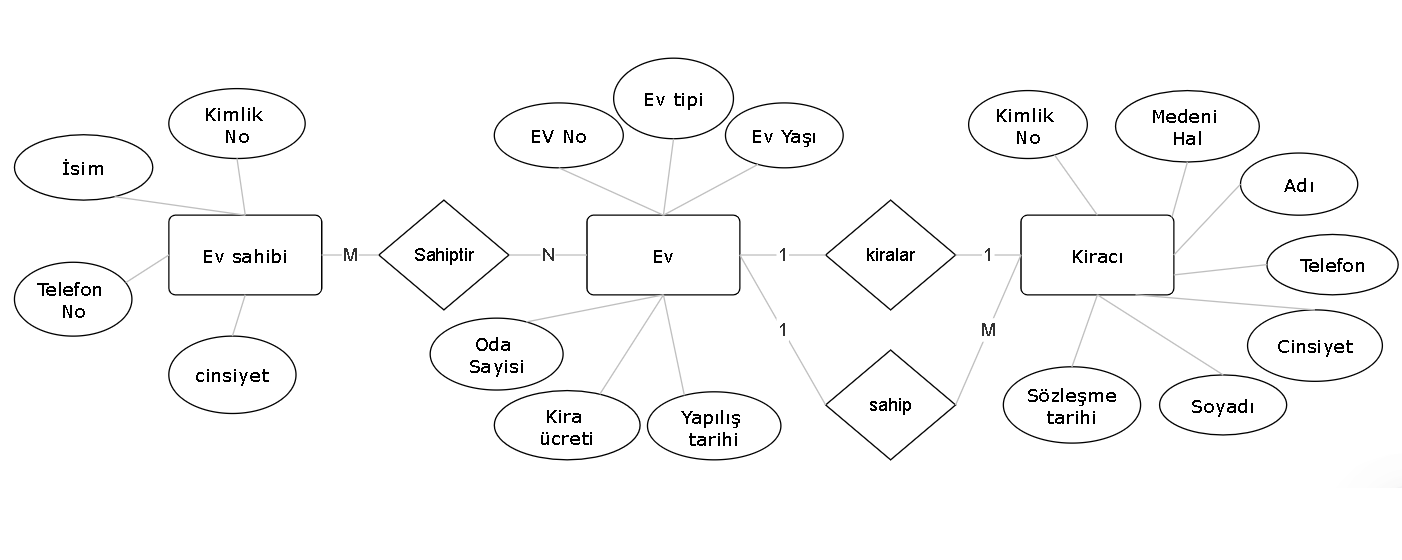 Kimlik
No
İsim
Ev sahibi
Telefon
No
cinsiyet
M
Sahiptir
N
EV No
Ev tipi
Ev Yaşı
Ev
Oda
Sayisi
Kira
ücreti
Yapılış
tarihi
1
kiralar
1
1
sahip
M
Kimlik
No
Medeni
Hal
Adı
Kiracı
Telefon
Cinsiyet
Sözleşme
tarihi
Soyadı